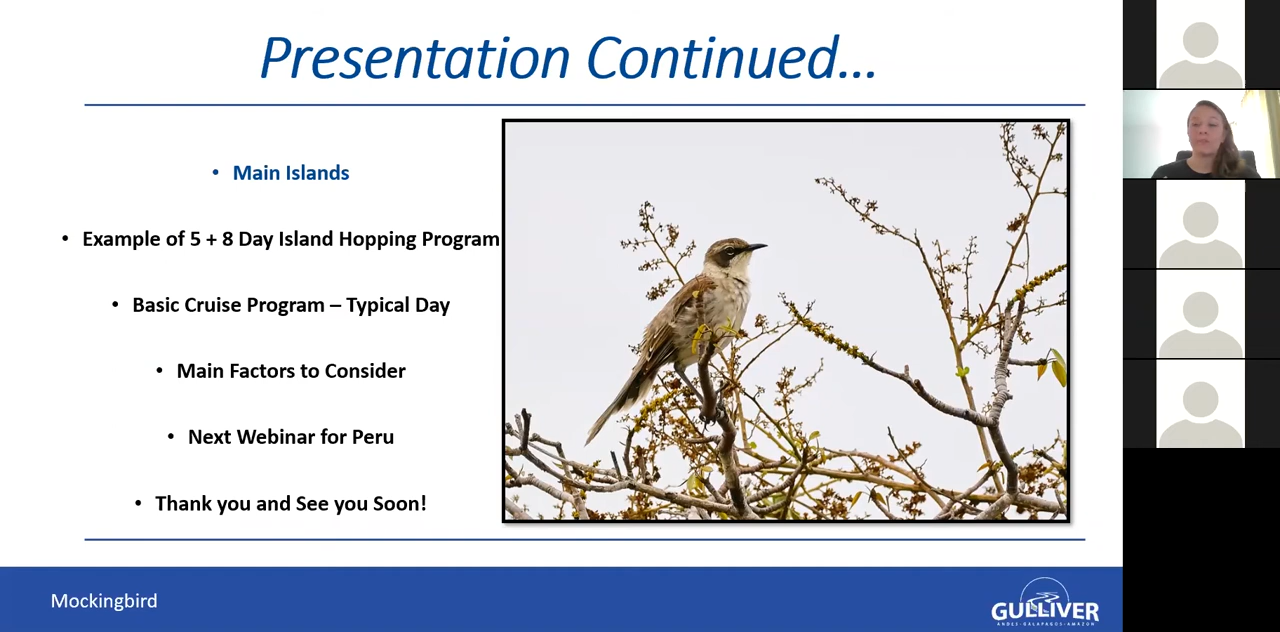 Presentation Continued...
• Main Islands
• Example of 5 + 8 Day Island Hopping Program
• Basic Cruise Program – Typical Day
• Main Factors to Consider
• Next Webinar for Peru
• Thank you and See you Soon!
Mockingbird
GULLIVER
ANDES·GALAPAGOS·AMAZON